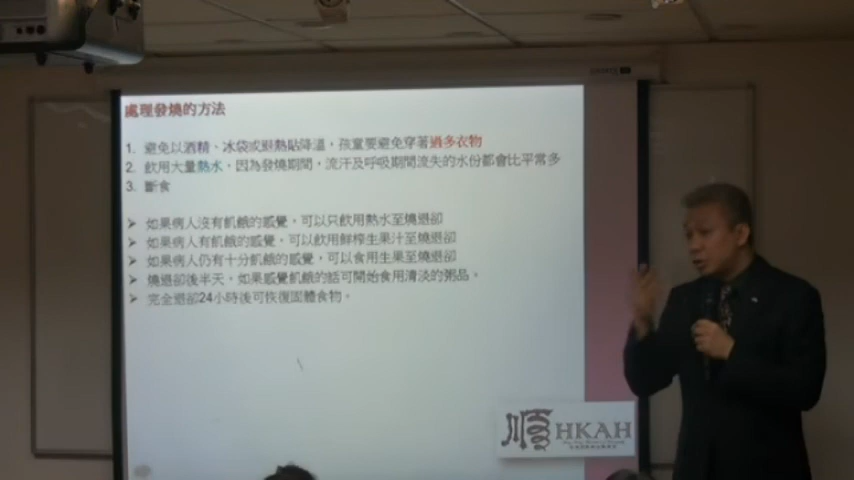 處理發燒的方法
1. 避免以酒精、冰袋或退熱貼降溫，孩童要避免穿著過多衣物
2. 飲用大量熱水，因為發燒期間，流汗及呼吸期間流失的水份都會比平常多
3. 斷食
➢ 如果病人沒有飢餓的感覺，可以只飲用熱水至燒退卻
➢ 如果病人有飢餓的感覺，可以飲用鮮榨生果汁至燒退卻
➢ 如果病人仍有十分飢餓的感覺，可以食用生果至燒退卻
➢ 燒退卻後半天，如果感覺飢餓的話可開始食用清淡的粥品。
➢ 完全退卻24小時後可恢復固體食物。
HKAH